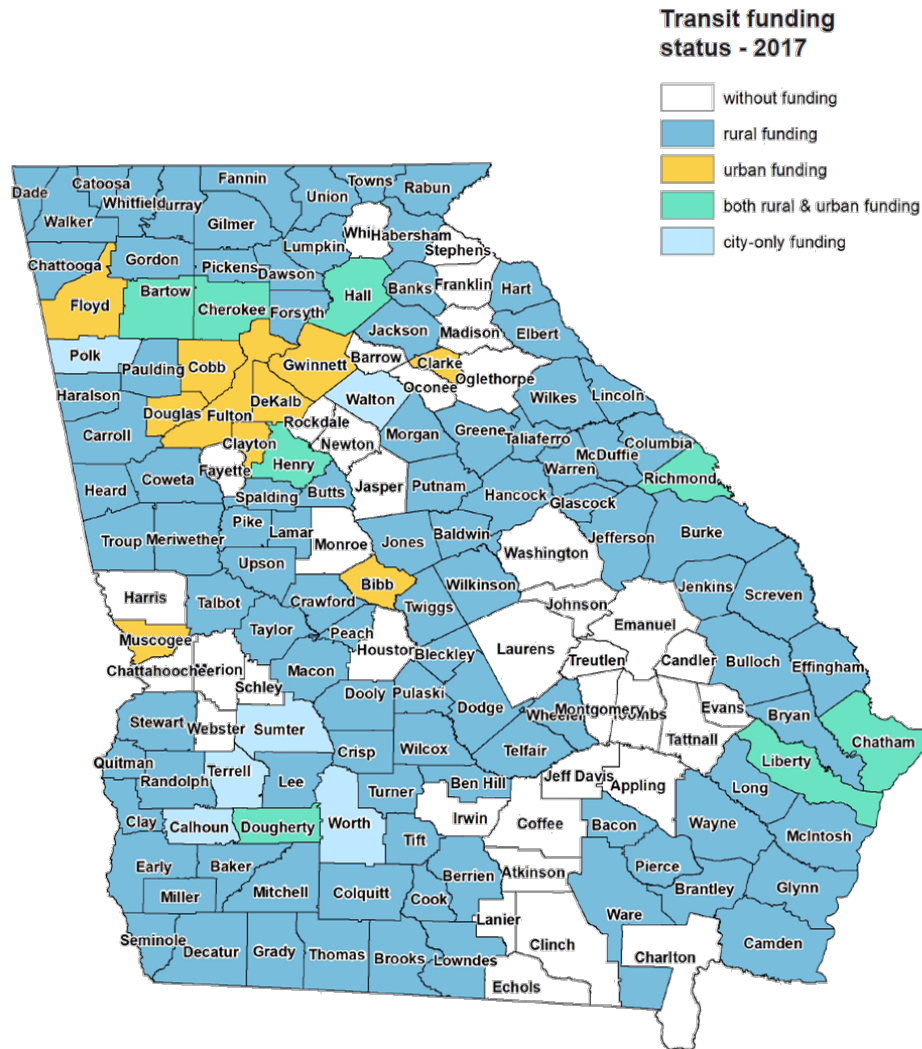 Transit funding
status - 2017
without funding
rural funding
urban funding
both rural & urban funding
city-only funding
Fannin
Towns
Rabun
Union
Catoosa
Dade
Whitfield
Murray
Gilmer
Walker
Whi
Habersham
Lumpkin
Stephens
Chattooga
Gordon
Pickens
Dawson
Banks
Franklin
Hart
Bartow
Hall
Floyd
Cherokee
Forsyth
Jackson
Madison
Elbert
Polk
Paulding
Cobb
Gwinnett
Barrow
Clarke
Oglethorpe
Oconee
Haralson
Walton
Wilkes
Lincoln
DeKalb
Douglas
Fulton
Rockdale
Carroll
Clayton
Newton
Morgan
Greene
Taliaferro
Columbia
McDuffie
Henry
Fayette
Warren
Richmond
Heard
Coweta
Butts
Jasper
Putnam
Spalding
Hancock
Glascock
Pike
Lamar
Jefferson
Burke
Troup
Meriwether
Monroe
Jones
Baldwin
Washington
Upson
Bibb
Wilkinson
Jenkins
Harris
Talbot
Crawford
Twiggs
Johnson
Screven
Emanuel
Muscogee
Taylor
Peach
Houston
Bleckley
Laurens
Treutlen
Candler
Bulloch
Effingham
Chattahoochee
erion
Macon
Schley
Dooly
Pulaski
Dodge
Wheeler
Montgomery
oombs
Evans
Bryan
Stewart
Webster
Sumter
Tattnall
Chatham
Crisp
Wilcox
Telfair
Quitman
Terrell
Liberty
Randolph
Lee
Turner
Ben Hill
Jeff Davis
Appling
Long
Clay
Calhoun
Dougherty
Worth
Irwin
Coffee
Bacon
Wayne
McIntosh
Tift
Early
Baker
Berrien
Atkinson
Pierce
Miller
Mitchell
Colquitt
Cook
Brantley
Glynn
Lanier
Ware
Seminole
Decatur
Grady
Thomas
Brooks
Lowndes
Clinch
Charlton
Camden
Echols